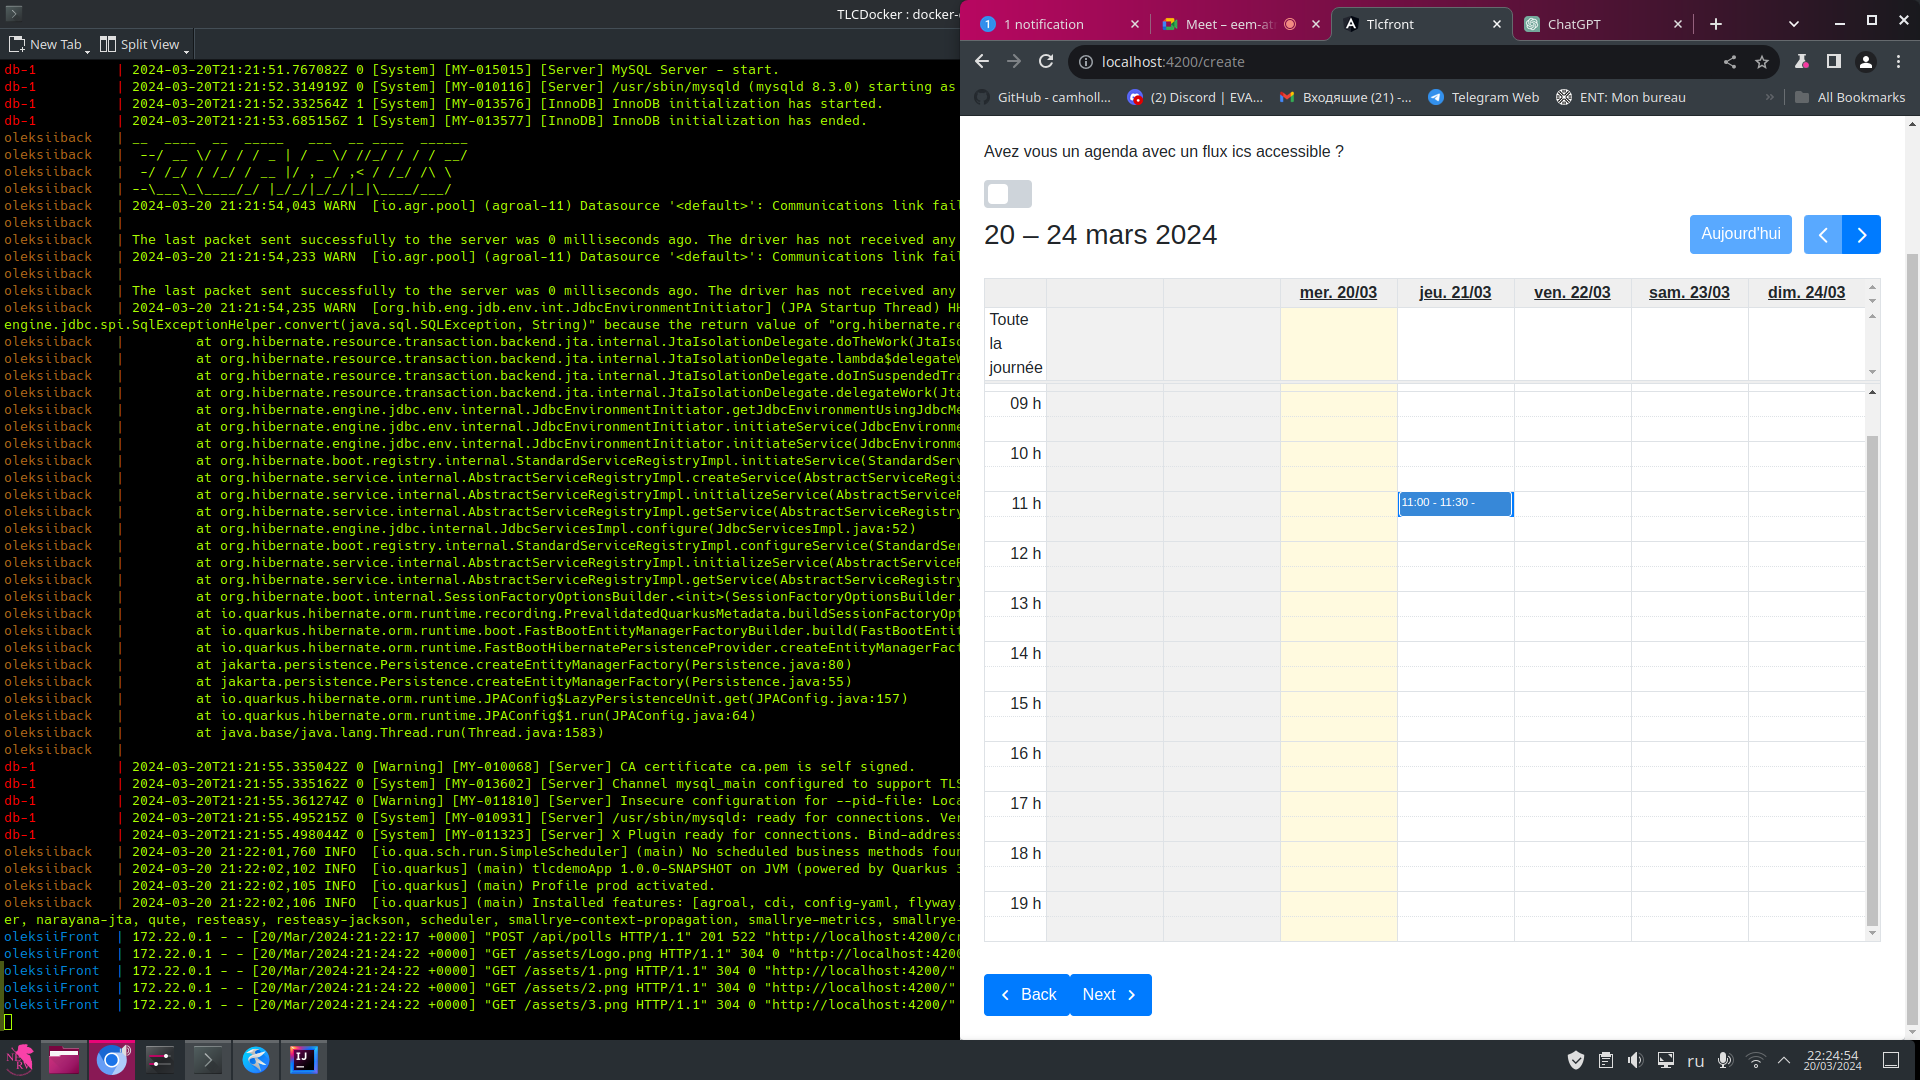 TLCDocker : docker-c
New Tab
Split View
db-1 | 2024-03-20T21:21:51.767082Z 0 [System] [MY-015015] [Server] MySQL Server - start.
db-1 | 2024-03-20T21:21:52.314919Z 0 [System] [MY-010116] [Server] /usr/sbin/mysqld (mysqld 8.3.0) starting as
db-1 | 2024-03-20T21:21:52.332564Z 1 [System] [MY-013576] [InnoDB] InnoDB initialization has started.
db-1 | 2024-03-20T21:21:53.685156Z 1 [System] [MY-013577] [InnoDB] InnoDB initialization has ended.
oleksiiback | __  ____  __  _____   ___  __ ____  ______
oleksiiback |  --/ __ \/ / / / _ | / _ \/ //_/ / / / __/
oleksiiback |  -/ /_/ / /_/ / __ |/ , _/ ,< / /_/ /\ \
oleksiiback | --\___\_\____/_/ |_/_/|_/_/|_|\____/___/
oleksiiback | 2024-03-20 21:21:54,043 WARN  [io.agr.pool] (agroal-11) Datasource '<default>': Communications link fai
oleksiiback |
oleksiiback | The last packet sent successfully to the server was 0 milliseconds ago. The driver has not received any
oleksiiback | 2024-03-20 21:21:54,233 WARN  [io.agr.pool] (agroal-11) Datasource '<default>': Communications link fai
oleksiiback |
oleksiiback | The last packet sent successfully to the server was 0 milliseconds ago. The driver has not received any
oleksiiback | 2024-03-20 21:21:54,235 WARN  [org.hib.eng.jdb.env.int.JdbcEnvironmentInitiator] (JPA Startup Thread) HH
engine.jdbc.spi.SqlExceptionHelper.convert(java.sql.SQLException, String)" because the return value of "org.hibernate.re
oleksiiback | at org.hibernate.resource.transaction.backend.jta.internal.JtaIsolationDelegate.doTheWork(JtaIso
oleksiiback | at org.hibernate.resource.transaction.backend.jta.internal.JtaIsolationDelegate.lambda$delegateW
oleksiiback | at org.hibernate.resource.transaction.backend.jta.internal.JtaIsolationDelegate.doInSuspendedTra
oleksiiback | at org.hibernate.resource.transaction.backend.jta.internal.JtaIsolationDelegate.delegateWork(Jta
oleksiiback | at org.hibernate.engine.jdbc.env.internal.JdbcEnvironmentInitiator.getJdbcEnvironmentUsingJdbcMe
oleksiiback | at org.hibernate.engine.jdbc.env.internal.JdbcEnvironmentInitiator.initiateService(JdbcEnvironme
oleksiiback | at org.hibernate.engine.jdbc.env.internal.JdbcEnvironmentInitiator.initiateService(JdbcEnvironme
oleksiiback | at org.hibernate.boot.registry.internal.StandardServiceRegistryImpl.initiateService(StandardServ
oleksiiback | at org.hibernate.service.internal.AbstractServiceRegistryImpl.createService(AbstractServiceRegis
oleksiiback | at org.hibernate.service.internal.AbstractServiceRegistryImpl.initializeService(AbstractServiceR
oleksiiback | at org.hibernate.service.internal.AbstractServiceRegistryImpl.getService(AbstractServiceRegistry
oleksiiback | at org.hibernate.engine.jdbc.internal.JdbcServicesImpl.configure(JdbcServicesImpl.java:52)
oleksiiback | at org.hibernate.boot.registry.internal.StandardServiceRegistryImpl.configureService(StandardSer
oleksiiback | at org.hibernate.service.internal.AbstractServiceRegistryImpl.initializeService(AbstractServiceR
oleksiiback | at org.hibernate.service.internal.AbstractServiceRegistryImpl.getService(AbstractServiceRegistry
oleksiiback | at org.hibernate.boot.internal.SessionFactoryOptionsBuilder.<init>(SessionFactoryOptionsBuilder.
oleksiiback | at io.quarkus.hibernate.orm.runtime.recording.PrevalidatedQuarkusMetadata.buildSessionFactoryOpt
oleksiiback | at io.quarkus.hibernate.orm.runtime.boot.FastBootEntityManagerFactoryBuilder.build(FastBootEntit
oleksiiback | at io.quarkus.hibernate.orm.runtime.FastBootHibernatePersistenceProvider.createEntityManagerFact
oleksiiback | at jakarta.persistence.Persistence.createEntityManagerFactory(Persistence.java:80)
oleksiiback | at jakarta.persistence.Persistence.createEntityManagerFactory(Persistence.java:55)
oleksiiback | at io.quarkus.hibernate.orm.runtime.JPAConfig$LazyPersistenceUnit.get(JPAConfig.java:157)
oleksiiback | at io.quarkus.hibernate.orm.runtime.JPAConfig$1.run(JPAConfig.java:64)
oleksiiback | at java.base/java.lang.Thread.run(Thread.java:1583)
oleksiiback |
db-1 | 2024-03-20T21:21:55.335042Z 0 [Warning] [MY-010068] [Server] CA certificate ca.pem is self signed.
db-1 | 2024-03-20T21:21:55.335162Z 0 [System] [MY-013602] [Server] Channel mysql_main configured to support TLS
db-1 | 2024-03-20T21:21:55.361274Z 0 [Warning] [MY-011810] [Server] Insecure configuration for --pid-file: Loca
db-1 | 2024-03-20T21:21:55.495215Z 0 [System] [MY-010931] [Server] /usr/sbin/mysqld: ready for connections. Ver
db-1 | 2024-03-20T21:21:55.498044Z 0 [System] [MY-011323] [Server] X Plugin ready for connections. Bind-address
oleksiiback | 2024-03-20 21:22:01,760 INFO  [io.qua.sch.run.SimpleScheduler] (main) No scheduled business methods foun
oleksiiback | 2024-03-20 21:22:02,102 INFO  [io.quarkus] (main) tlcdemoApp 1.0.0-SNAPSHOT on JVM (powered by Quarkus 3
oleksiiback | 2024-03-20 21:22:02,105 INFO  [io.quarkus] (main) Profile prod activated.
oleksiiback | 2024-03-20 21:22:02,106 INFO  [io.quarkus] (main) Installed features: [agroal, cdi, config-yaml, flyway,
er, narayana-jta, qute, resteasy, resteasy-jackson, scheduler, smallrye-context-propagation, smallrye-metrics, smallrye-
oleksiiFront | 172.22.0.1 - - [20/Mar/2024:21:22:17 +0000] "POST /api/polls HTTP/1.1" 201 522 "http://localhost:4200/cr
oleksiiFront | 172.22.0.1 - - [20/Mar/2024:21:24:22 +0000] "GET /assets/Logo.png HTTP/1.1" 304 0 "http://localhost:4200
oleksiiFront | 172.22.0.1 - - [20/Mar/2024:21:24:22 +0000] "GET /assets/1.png HTTP/1.1" 304 0 "http://localhost:4200/"
oleksiiFront | 172.22.0.1 - - [20/Mar/2024:21:24:22 +0000] "GET /assets/2.png HTTP/1.1" 304 0 "http://localhost:4200/"
oleksiiFront | 172.22.0.1 - - [20/Mar/2024:21:24:22 +0000] "GET /assets/3.png HTTP/1.1" 304 0 "http://localhost:4200/"
1 1 notification
Meet – eem-at
Tlcfront
ChatGPT
localhost:4200/create
GitHub - camholl...
(2) Discord | EVA...
Входящие (21) -...
Telegram Web
ENT: Mon bureau
»
All Bookmarks
Avez vous un agenda avec un flux ics accessible ?
20 – 24 mars 2024
Aujourd'hui
mer. 20/03
jeu. 21/03
ven. 22/03
sam. 23/03
dim. 24/03
Toute
la
journée
09 h
10 h
11 h
11:00 - 11:30 -
12 h
13 h
14 h
15 h
16 h
17 h
18 h
19 h
Back
Next
IJ
ru
22:24:54
20/03/2024